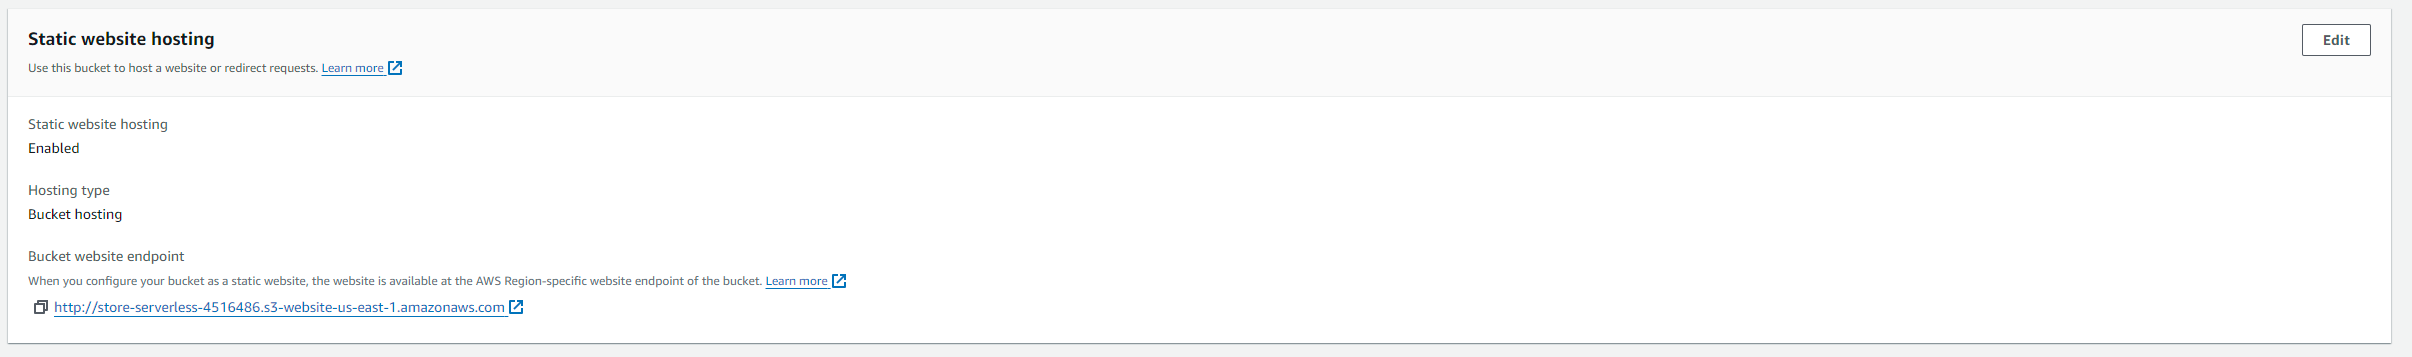 Static website hosting
Edit
Use this bucket to host a website or redirect requests. Learn more
Static website hosting
Enabled
Hosting type
Bucket hosting
Bucket website endpoint
When you configure your bucket as a static website, the website is available at the AWS Region-specific website endpoint of the bucket. Learn more
http://store-serverless-4516486.s3-website-us-east-1.amazonaws.com